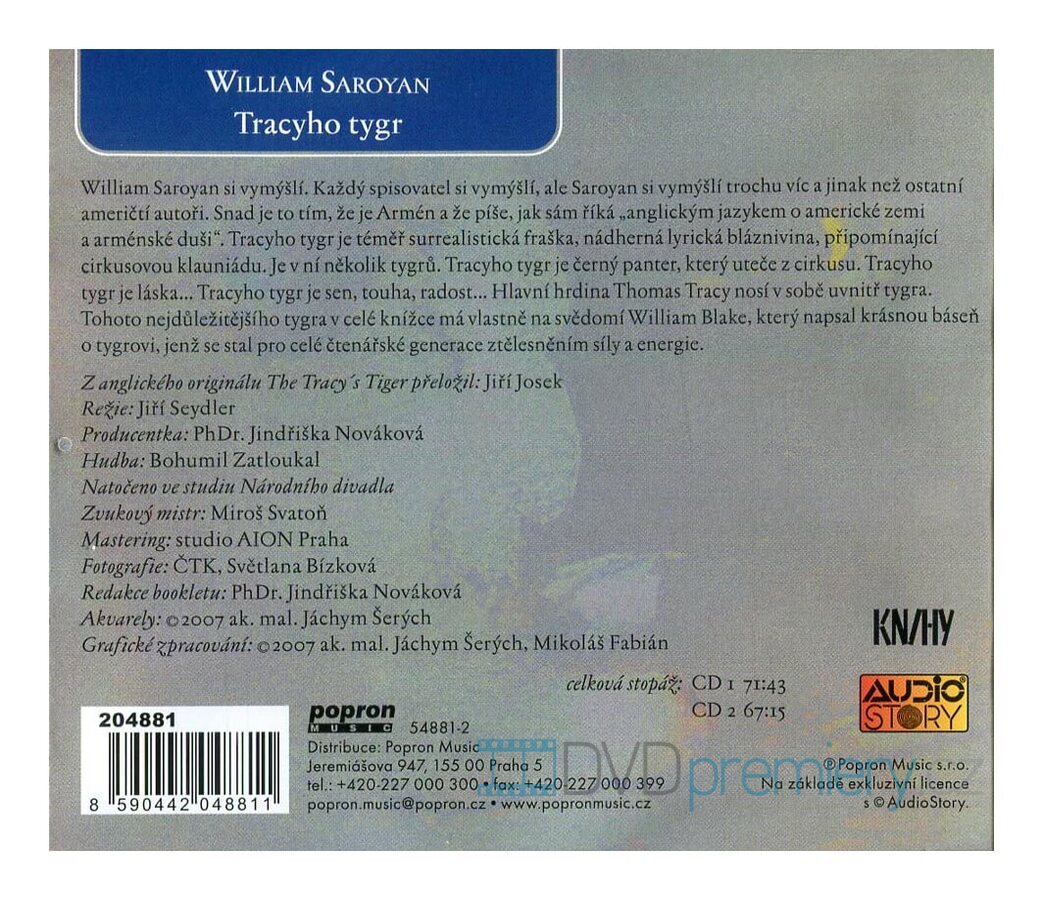 WILLIAM SAROYAN
Tracyho tygr
William Saroyan si vymýšlí. Každý spisovatel si vymýšlí, ale Saroyan si vymýšlí trochu víc a jinak než ostatní
američtí autoři. Snad je to tím, že je Armén a že píše, jak sám říká „anglickým jazykem o americké zemi
a arménské duši“. Tracyho tygr je téměř surrealistická fraška, nádherná lyrická bláznivina, připomínající
cirkusovou klauniádu. Je v ní několik tygrů. Tracyho tygr je černý panter, který uteče z cirkusu. Tracyho
tygr je láska... Tracyho tygr je sen, touha, radost... Hlavní hrdina Thomas Tracy nosí v sobě uvnitř tygra.
Tohoto nejdůležitějšího tygra v celé knížce má vlastně na svědomí William Blake, který napsal krásnou báseň
o tygrovi, jenž se stal pro celé čtenářské generace ztělesněním síly a energie.
Z anglického originálu The Tracy´s Tiger přeložil: Jiří Josek
Režie: Jiří Seydler
Producentka: PhDr. Jindřiška Nováková
Hudba: Bohumil Zatloukal
Natočeno ve studiu Národního divadla
Zvukový mistr: Miroš Svatoň
Mastering: studio AION Praha
Fotografie: ČTK, Světlana Bízková
Redakce bookletu: PhDr. Jindřiška Nováková
Akvarely: ©2007 ak. mal. Jáchym Šerých
Grafické zpracování: ©2007 ak. mal. Jáchym Šerých, Mikoláš Fabián
KNIHY
celková stopáž: CD 1 71:43
CD 2 67:15
AUDIO®
STORY
204881
8 590442 048811
popron
MUSIC 54881-2
Distribuce: Popron Music
Jeremiášova 947, 155 00 Praha 5
tel.: +420-227 000 300 • fax: +420-227 000 399
popron.music@popron.cz • www.popronmusic.cz
DVDpremiery.cz
℗Popron Music s.r.o.
Na základě exkluzivní licence
s ©AudioStory.